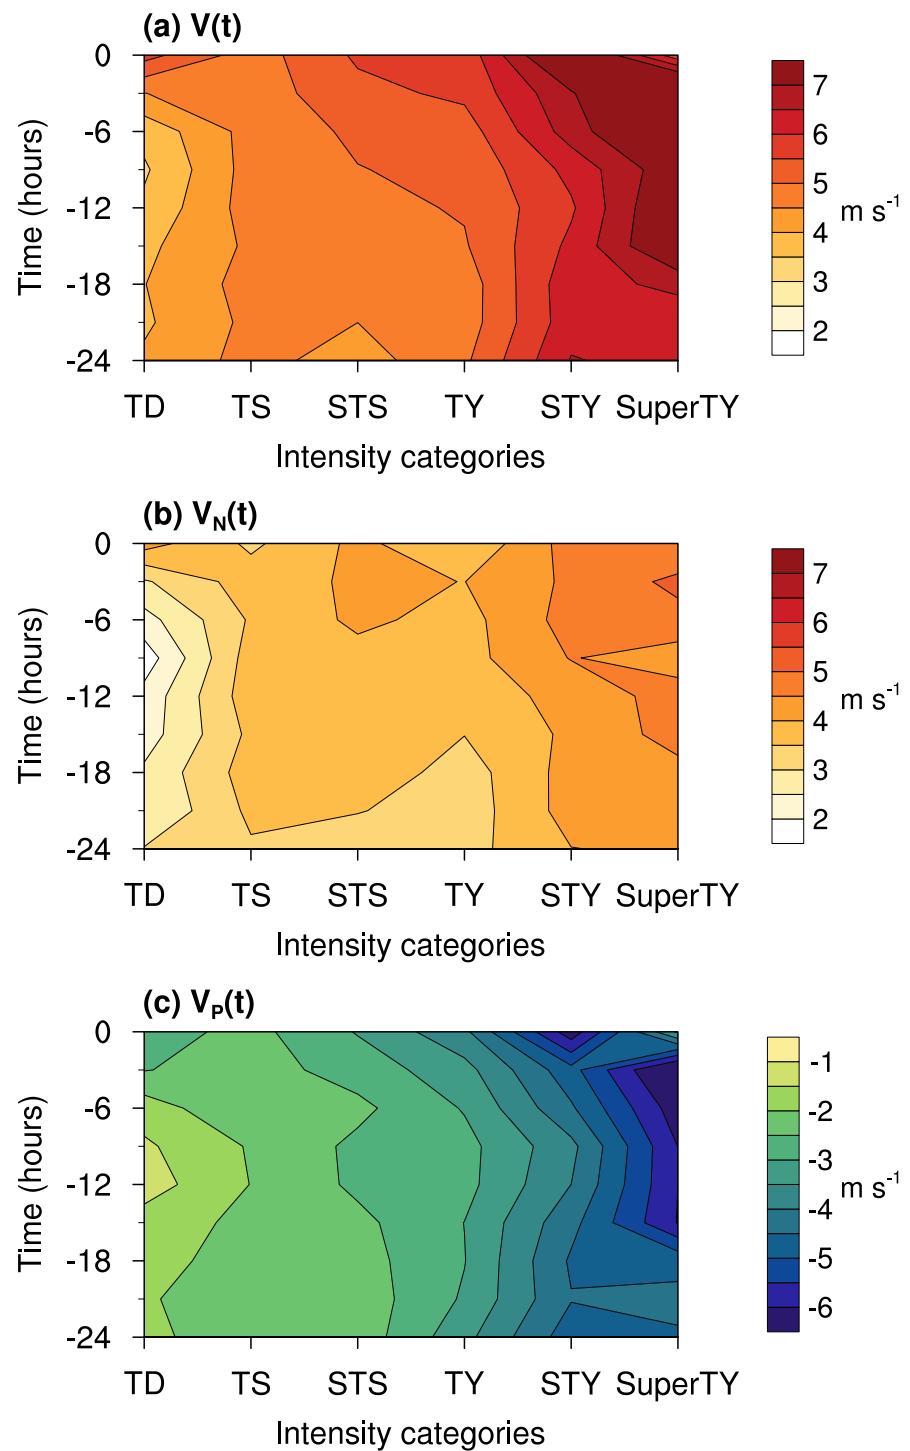 (a) V(t)
0
-6
-12
-18
-24
Time (hours)
TD TS STS TY STY SuperTY
Intensity categories
7
6
5
4
3
2
m s-1
(b) VN(t)
0
-6
-12
-18
-24
Time (hours)
TD TS STS TY STY SuperTY
Intensity categories
7
6
5
4
3
2
m s-1
(c) VP(t)
0
-6
-12
-18
-24
Time (hours)
TD TS STS TY STY SuperTY
Intensity categories
-1
-2
-3
-4
-5
-6
m s-1